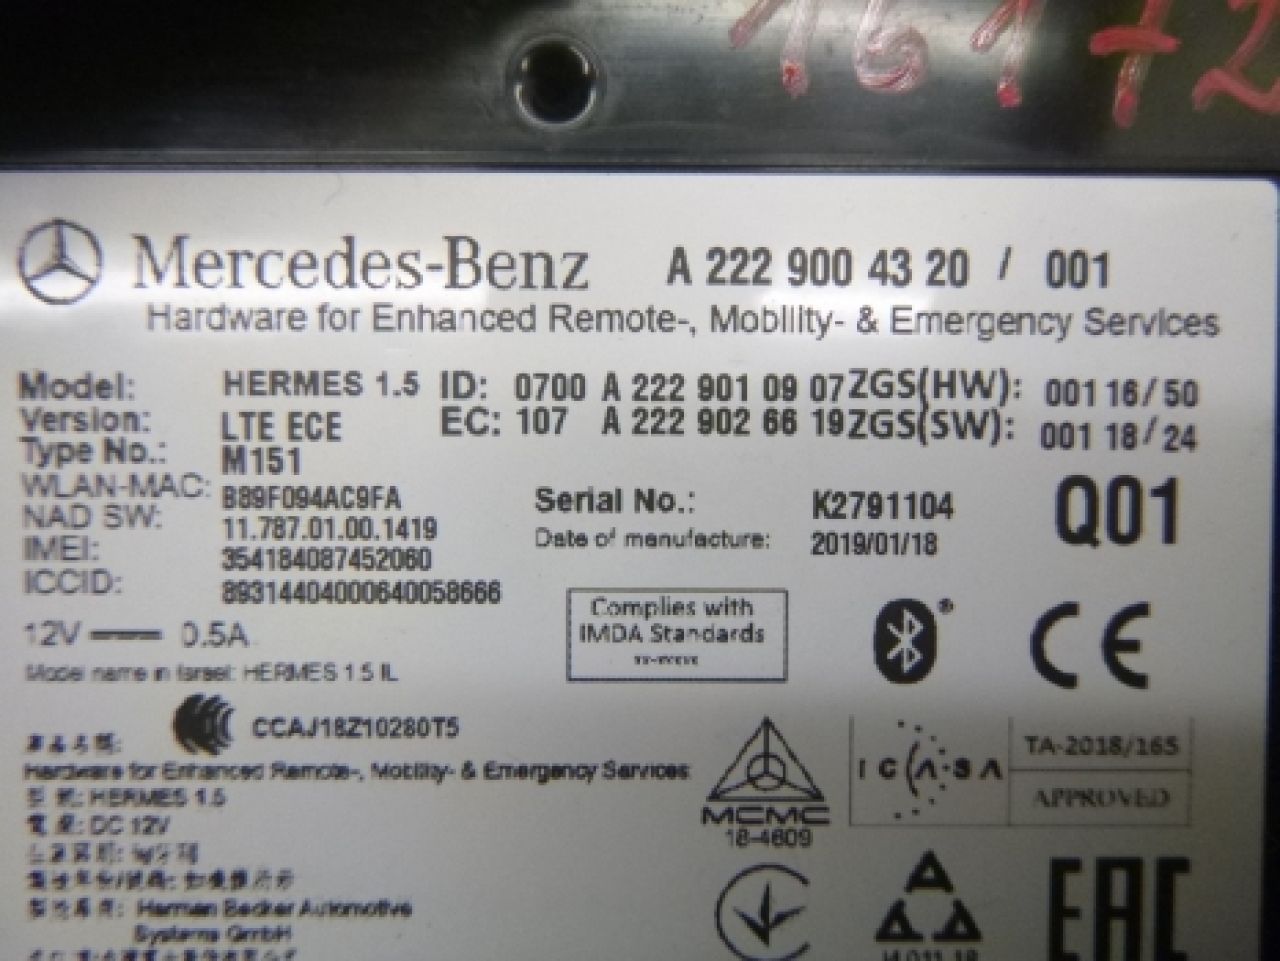 16172
Mercedes-Benz A 222 900 43 20 / 001
Hardware for Enhanced Remote-, Mobility- & Emergency Services
Model: HERMES 1.5 ID: 0700 A 222 901 09 07 ZGS(HW): 001 16/50
Version: LTE ECE EC: 107 A 222 902 66 19 ZGS(SW): 001 18/24
Type No.: M151
WLAN-MAC: B89F094AC9FA Serial No.: K2791104 Q01
NAD SW: 11.787.01.00.1419 Date of manufacture: 2019/01/18
IMEI: 354184087452060
ICCID: 89314404000640058666
Complies with
IMDA Standards
12V 0.5A
Model name in Israel: HERMES 1.5 IL
CE
CCAJ18Z10280T5
Hardware for Enhanced Remote-, Mobility- & Emergency Services
HERMES 1.5
DC 12V
Harman Becker Automotive
Systems GmbH
MCMC
18-4609
ICASA TA-2018/165
APPROVED
EAC